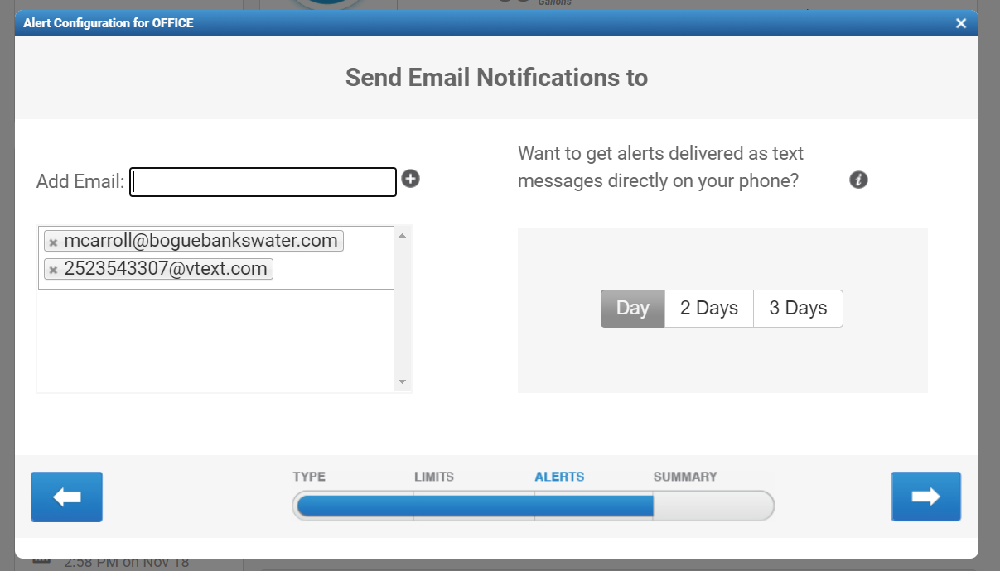 Gallons
Alert Configuration for OFFICE
Send Email Notifications to
Want to get alerts delivered as text
messages directly on your phone?
Add Email:
mcarroll@boguebankswater.com
2523543307@vtext.com
Day 2 Days 3 Days
TYPE LIMITS ALERTS SUMMARY
2:58 PM on Nov 18